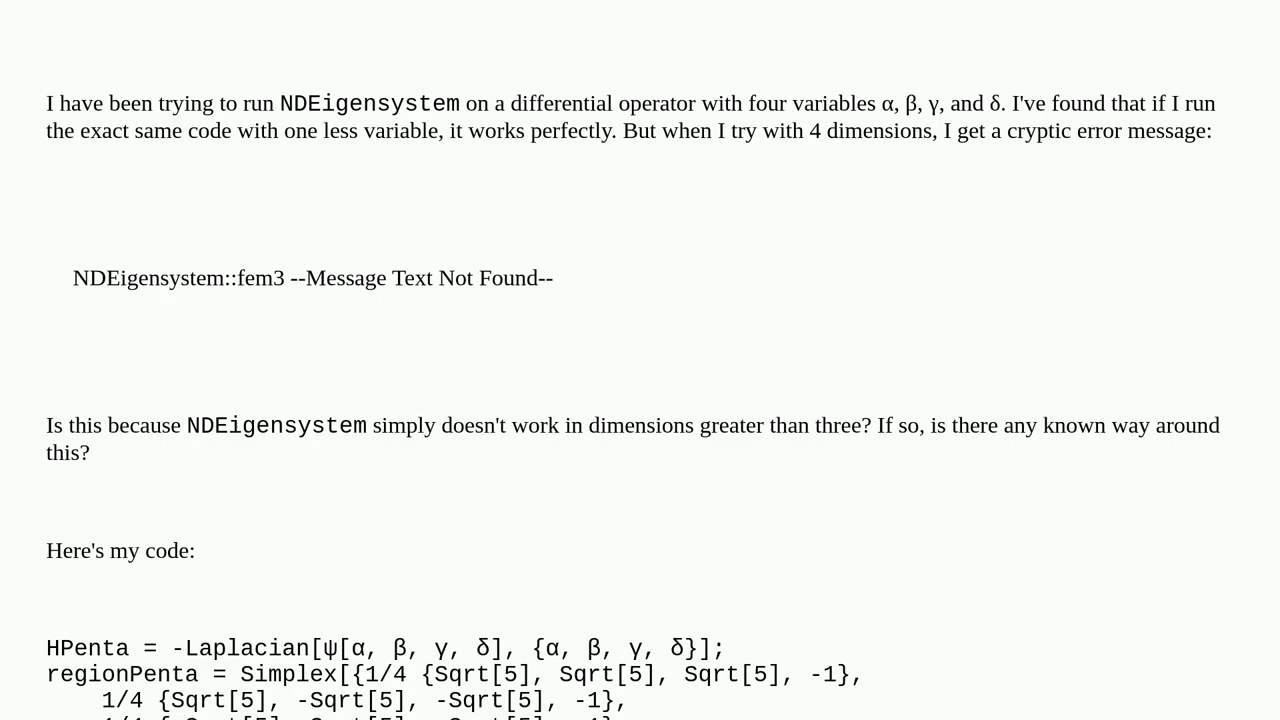 I have been trying to run NDEigensystem on a differential operator with four variables α, β, γ, and δ. I've found that if I run
the exact same code with one less variable, it works perfectly. But when I try with 4 dimensions, I get a cryptic error message:
NDEigensystem::fem3 --Message Text Not Found--
Is this because NDEigensystem simply doesn't work in dimensions greater than three? If so, is there any known way around
this?
Here's my code:
HPenta = -Laplacian[ψ[α, β, γ, δ], {α, β, γ, δ}];
regionPenta = Simplex[{1/4 {Sqrt[5], Sqrt[5], Sqrt[5], -1},
1/4 {Sqrt[5], -Sqrt[5], -Sqrt[5], -1},